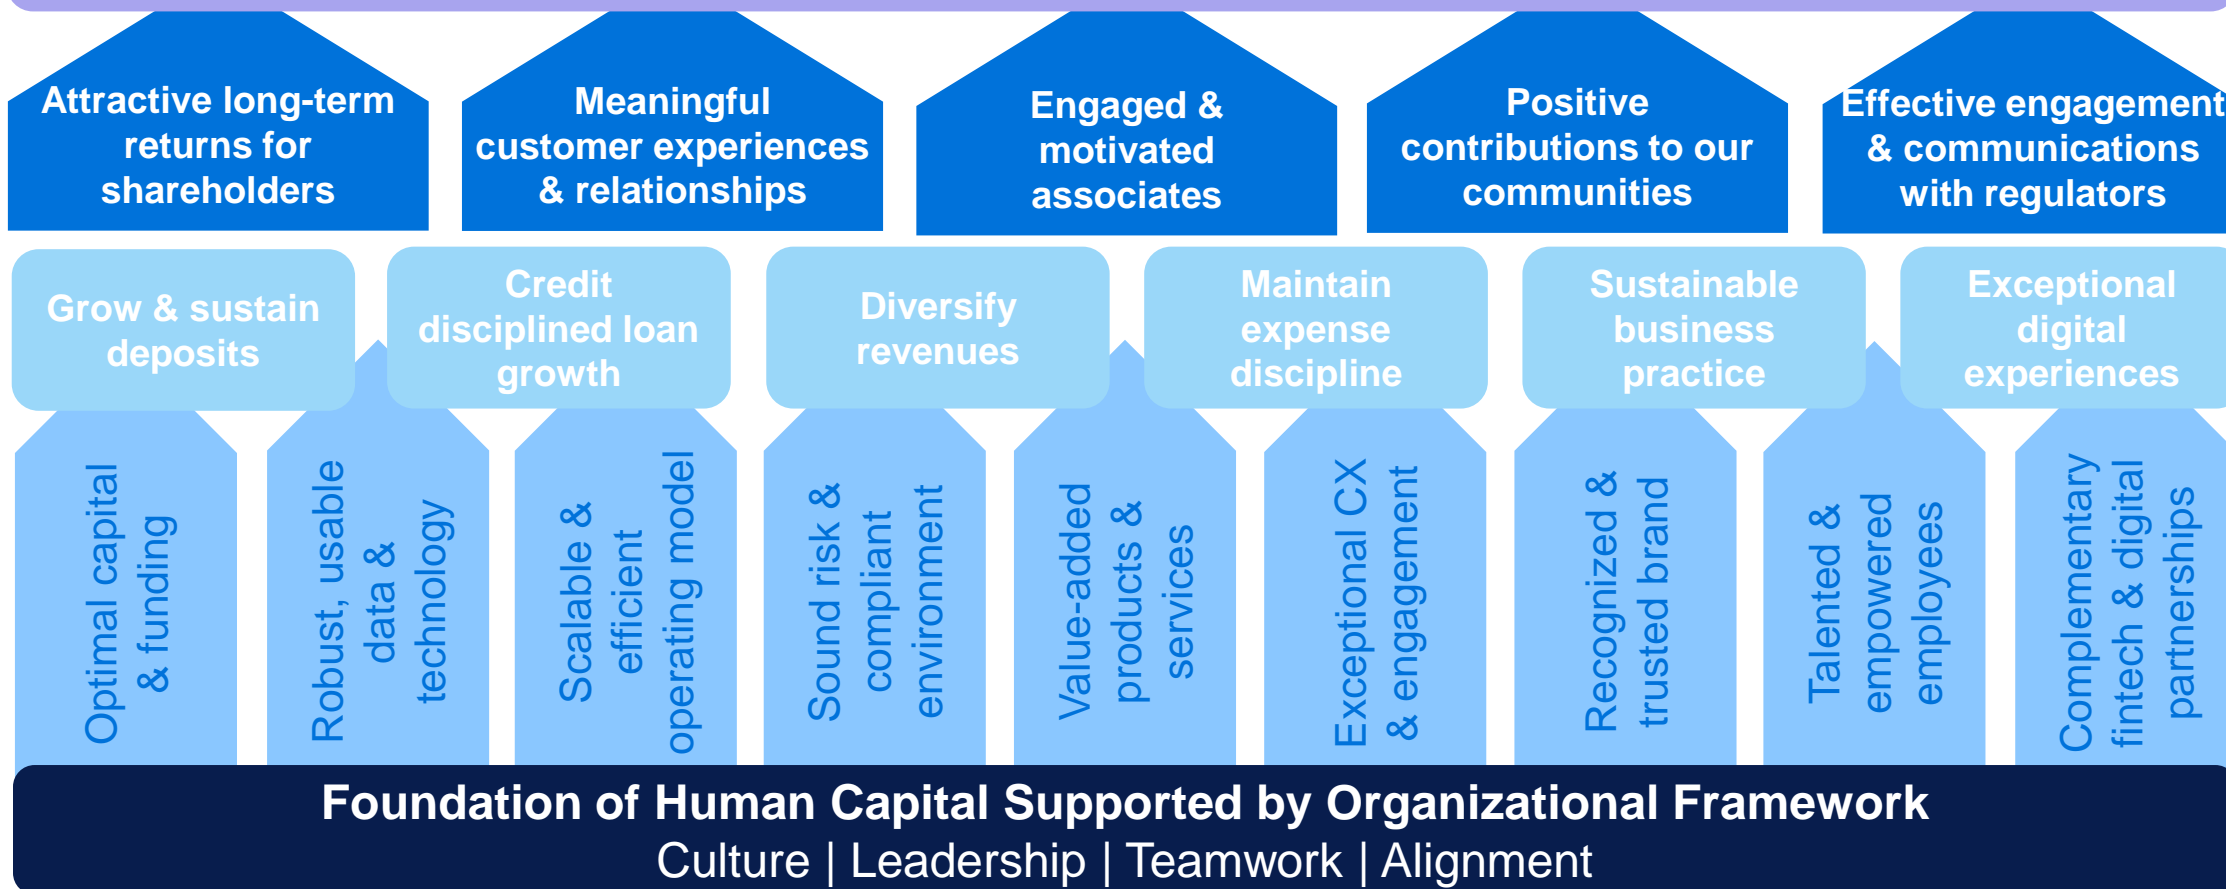 Attractive long-term
returns for
shareholders
Meaningful
customer experiences
& relationships
Engaged &
motivated
associates
Positive
contributions to our
communities
Effective engagement
& communications
with regulators
Grow & sustain
deposits
Credit
disciplined loan
growth
Diversify
revenues
Maintain
expense
discipline
Sustainable
business
practice
Exceptional
digital
experiences
Optimal capital
& funding
Robust, usable
data &
technology
Scalable &
efficient
operating model
Sound risk &
compliant
environment
Value-added
products &
services
Exceptional CX
& engagement
Recognized &
trusted brand
Talented &
empowered
employees
Complementary
fintech & digital
partnerships
Foundation of Human Capital Supported by Organizational Framework
Culture | Leadership | Teamwork | Alignment